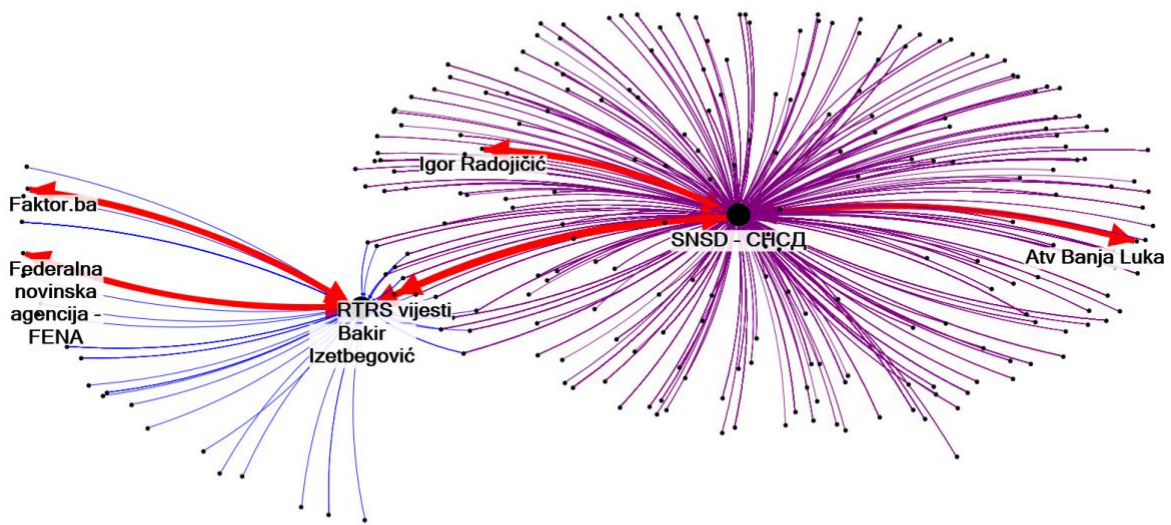 Igor Radojičić
SNSD - СНСД
Atv Banja Luka
Faktor.ba
Federalna
novinska
agencija -
FENA
RTRS vijesti
Bakir
Izetbegović